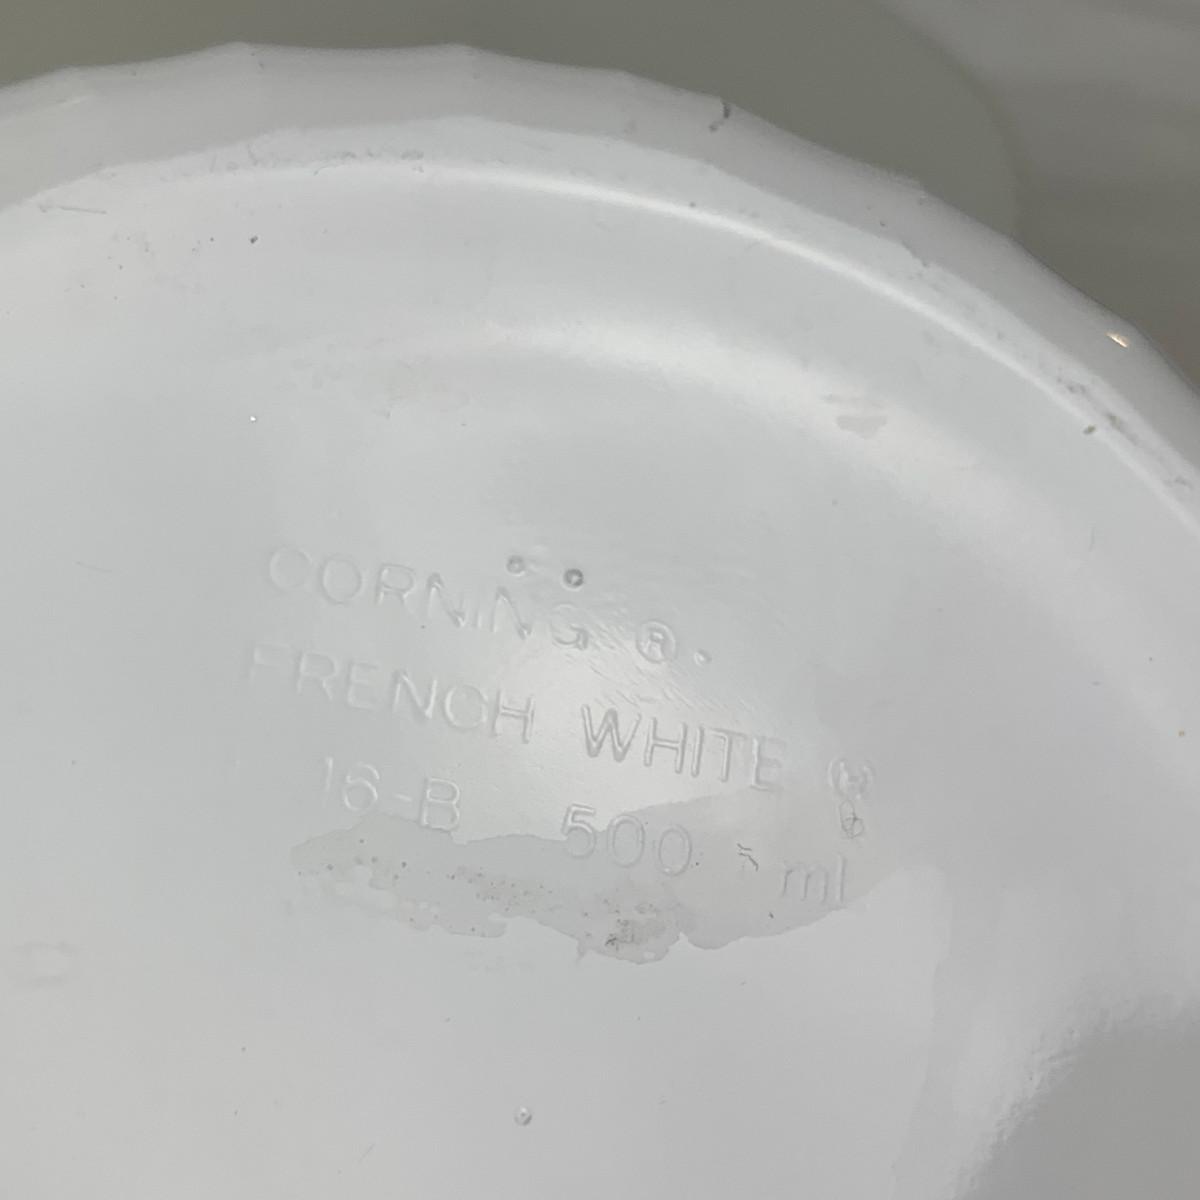 CORNING ®
FRENCH WHITE
16-B 500 ml